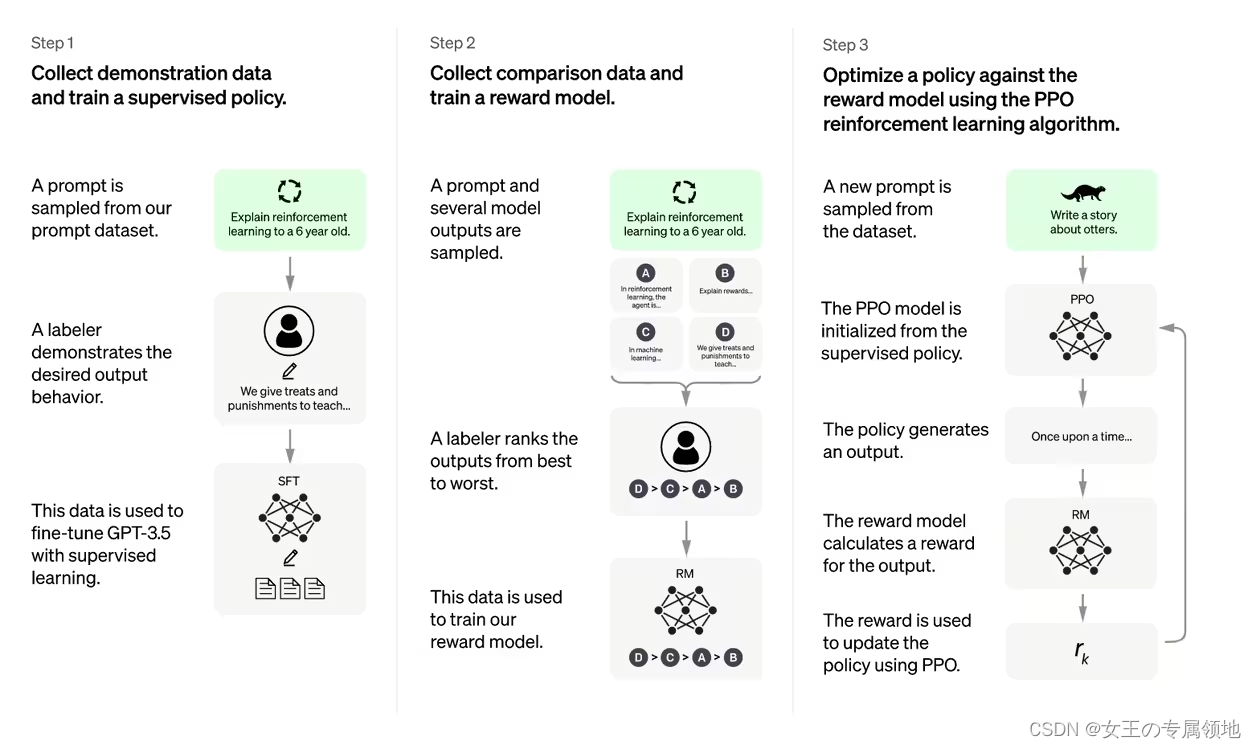 Step 1
Collect demonstration data
and train a supervised policy.
A prompt is
sampled from our
prompt dataset.
Explain reinforcement
learning to a 6 year old.
A labeler
demonstrates the
desired output
behavior.
We give treats and
punishments to teach...
This data is used to
fine-tune GPT-3.5
with supervised
learning.
SFT
Step 2
Collect comparison data and
train a reward model.
A prompt and
several model
outputs are
sampled.
Explain reinforcement
learning to a 6 year old.
A
In reinforcement
learning, the
agent is...
B
Explain rewards...
C
In machine
learning...
D
We give treats and
punishments to
teach...
A labeler ranks the
outputs from best
to worst.
D > C > A > B
This data is used
to train our
reward model.
RM
D > C > A > B
Step 3
Optimize a policy against the
reward model using the PPO
reinforcement learning algorithm.
A new prompt is
sampled from
the dataset.
Write a story
about otters.
The PPO model is
initialized from the
supervised policy.
PPO
The policy generates
an output.
Once upon a time...
The reward model
calculates a reward
for the output.
RM
The reward is used
to update the
policy using PPO.
rk
CSDN @女王の专属领地